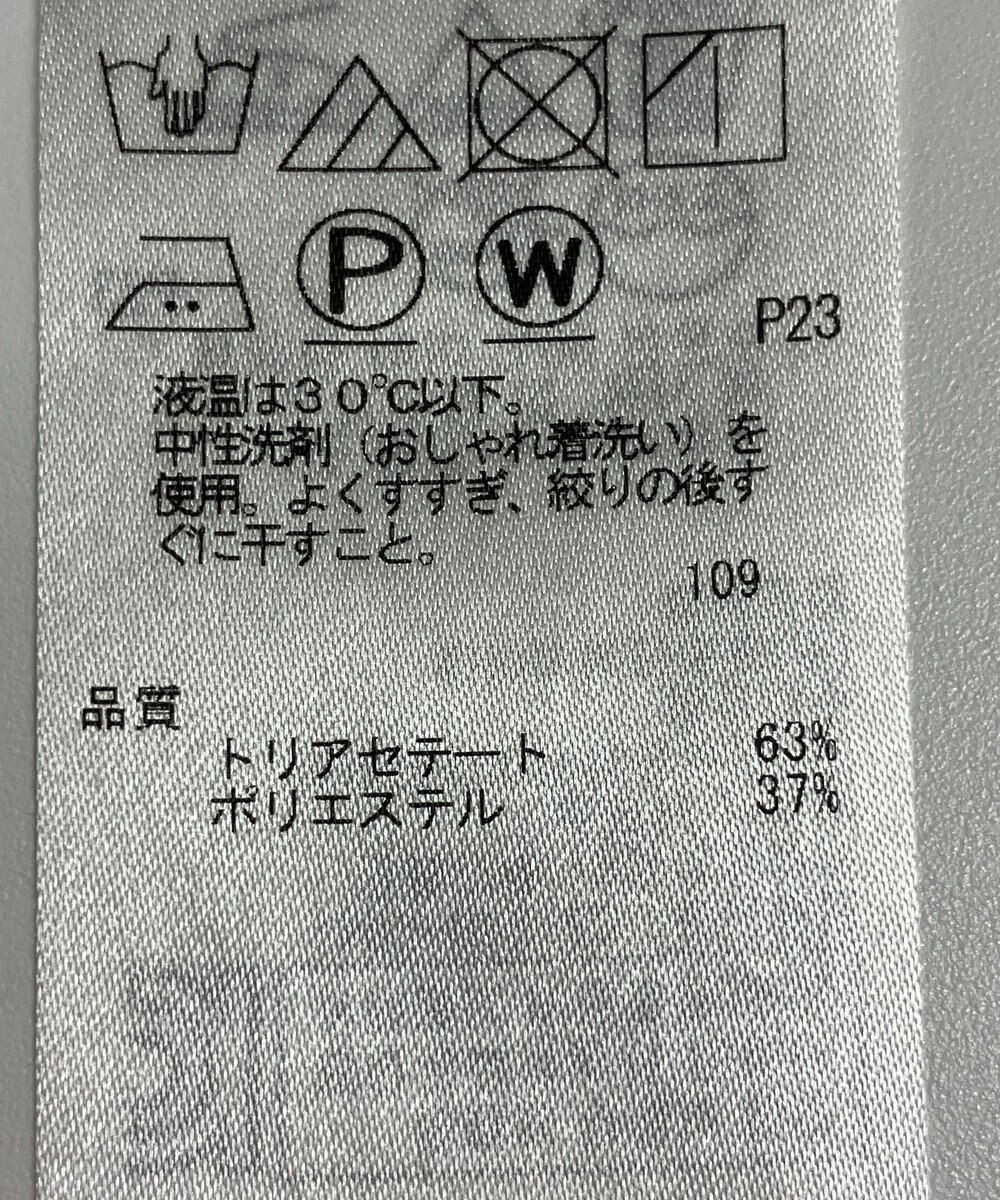 P
W
P23
液温は30℃以下。
中性洗剤（おしゃれ着洗い）を
使用。よくすすぎ、絞りの後す
ぐに干すこと。
109
品質
トリアセテート 63%
ポリエステル 37%